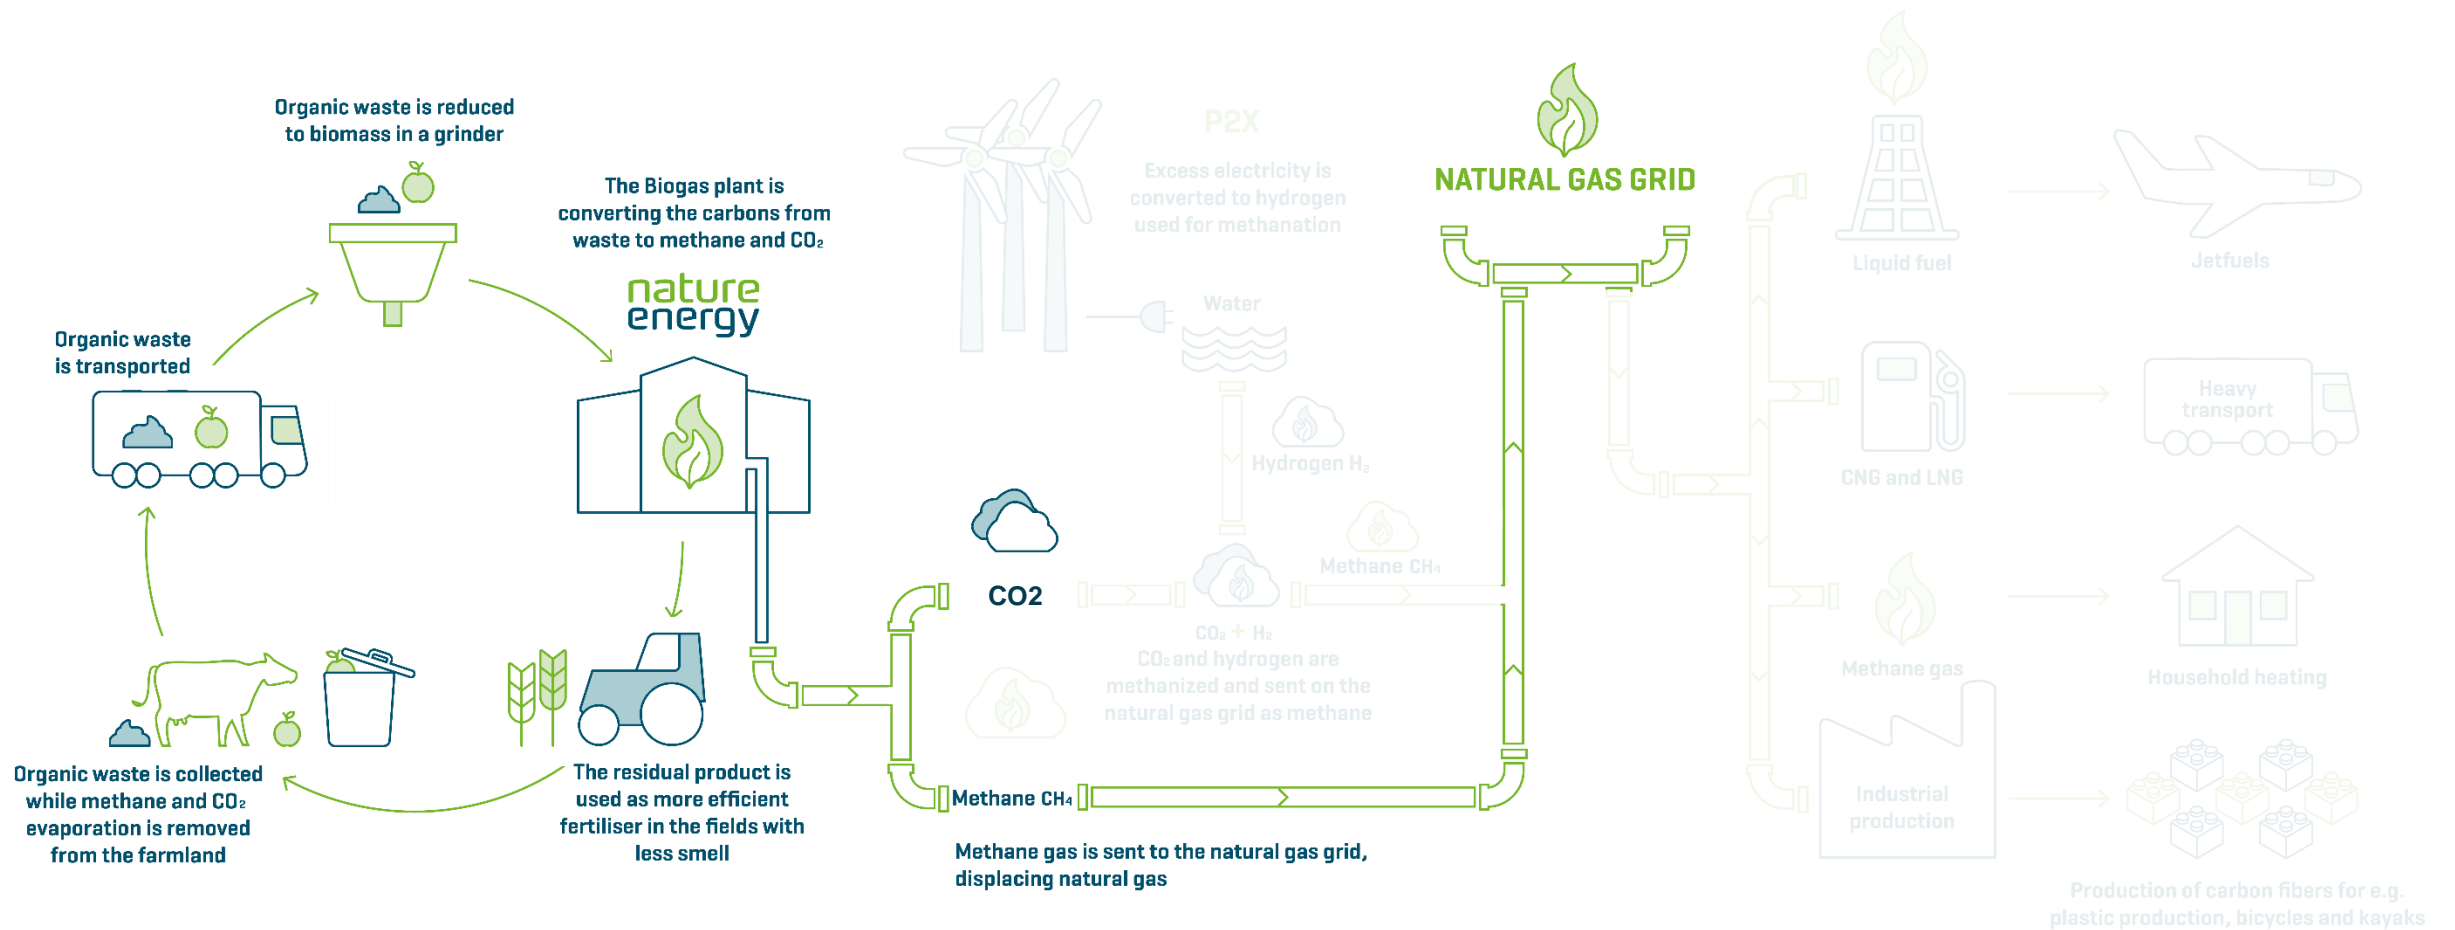 Organic waste is reduced
to biomass in a grinder
The Biogas plant is
converting the carbons from
waste to methane and CO₂
nature
energy
Organic waste
is transported
Organic waste is collected
while methane and CO₂
evaporation is removed
from the farmland
The residual product is
used as more efficient
fertiliser in the fields with
less smell
CO2
Methane CH₄
Methane gas is sent to the natural gas grid,
displacing natural gas
P2X
Excess electricity is
converted to hydrogen
used for methanation
Water
Hydrogen H₂
Methane CH₄
CO₂ + H₂
CO₂ and hydrogen are
methanized and sent on the
natural gas grid as methane
NATURAL GAS GRID
Liquid fuel
Jetfuels
CNG and LNG
Heavy
transport
Methane gas
Household heating
Industrial
production
Production of carbon fibers for e.g.
plastic production, bicycles and kayaks